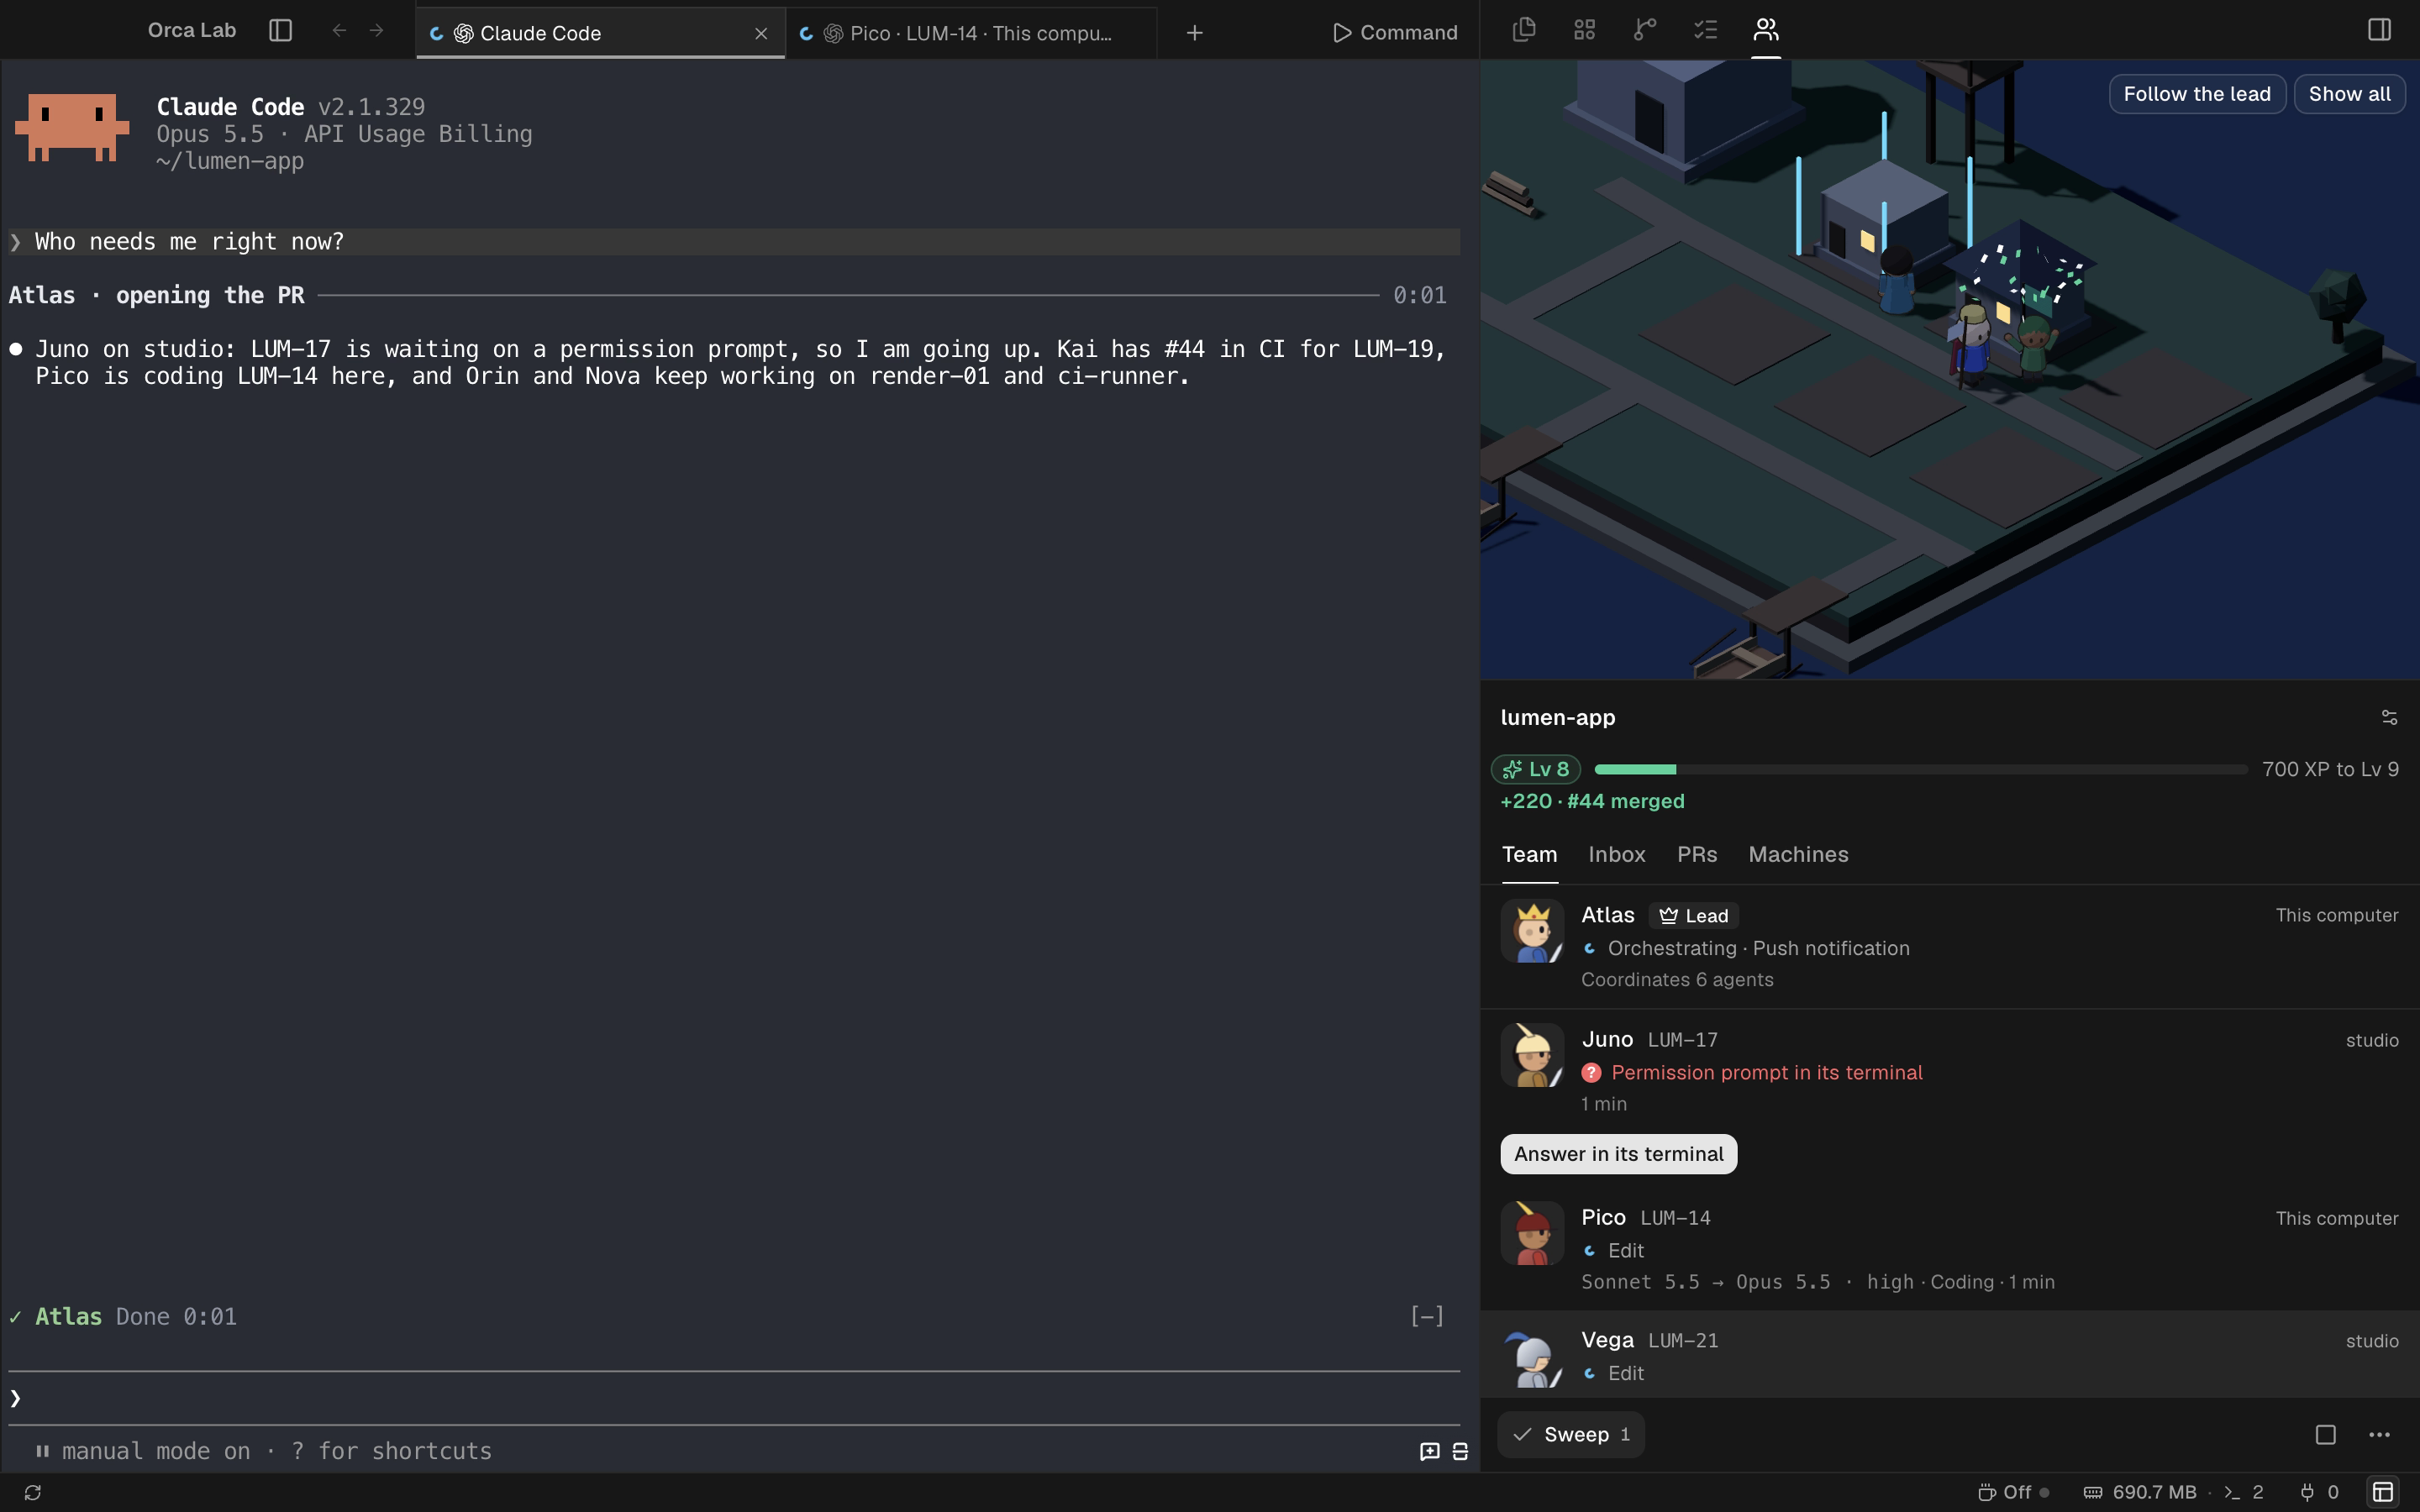 Orca Lab
Claude Code
Pico · LUM-14 · This compu…
Command
Claude Code v2.1.329
Opus 5.5 · API Usage Billing
~/lumen-app
❯ Who needs me right now?
Atlas · opening the PR 0:01
● Juno on studio: LUM-17 is waiting on a permission prompt, so I am going up. Kai has #44 in CI for LUM-19,
Pico is coding LUM-14 here, and Orin and Nova keep working on render-01 and ci-runner.
✓ Atlas Done 0:01 [-]
❯
manual mode on · ? for shortcuts
Follow the lead
Show all
lumen-app
Lv 8
700 XP to Lv 9
+220 · #44 merged
Team Inbox PRs Machines
Atlas Lead This computer
Orchestrating · Push notification
Coordinates 6 agents
Juno LUM-17 studio
Permission prompt in its terminal
1 min
Answer in its terminal
Pico LUM-14 This computer
Edit
Sonnet 5.5 → Opus 5.5 · high · Coding · 1 min
Vega LUM-21 studio
Edit
Sweep 1
Off 690.7 MB · 2 0